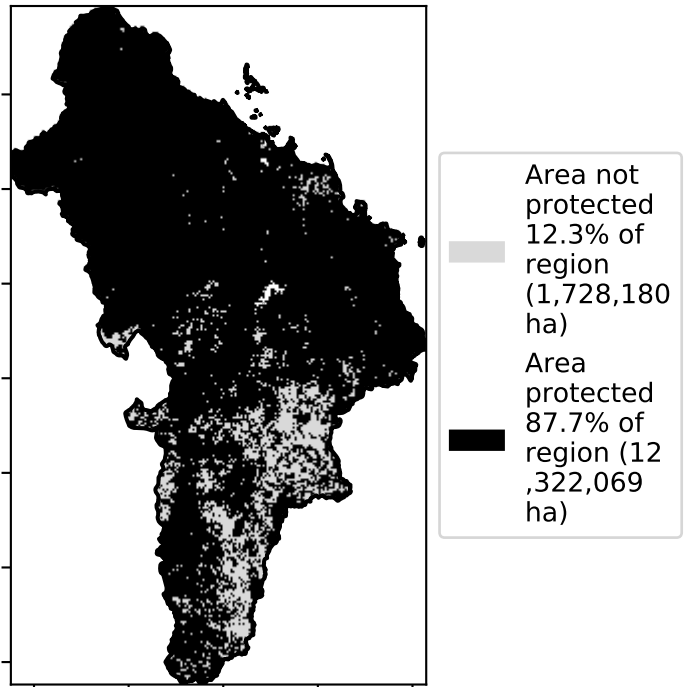 Area not
protected
12.3% of
region
(1,728,180
ha)
Area
protected
87.7% of
region (12
,322,069
ha)